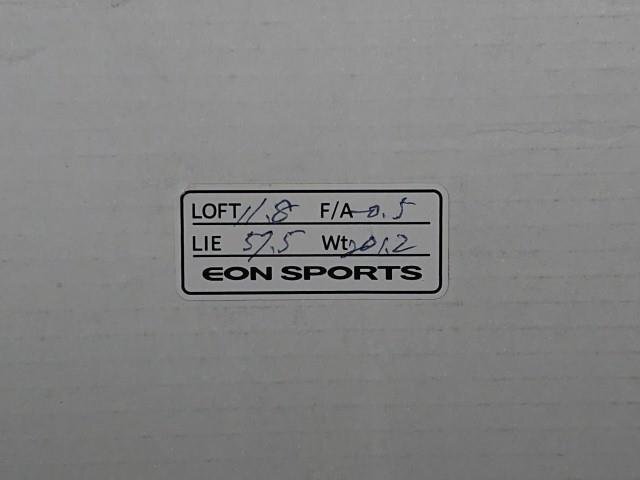 LOFT 11.8 F/A -0.5
LIE 57.5 Wt 201.2
EON SPORTS